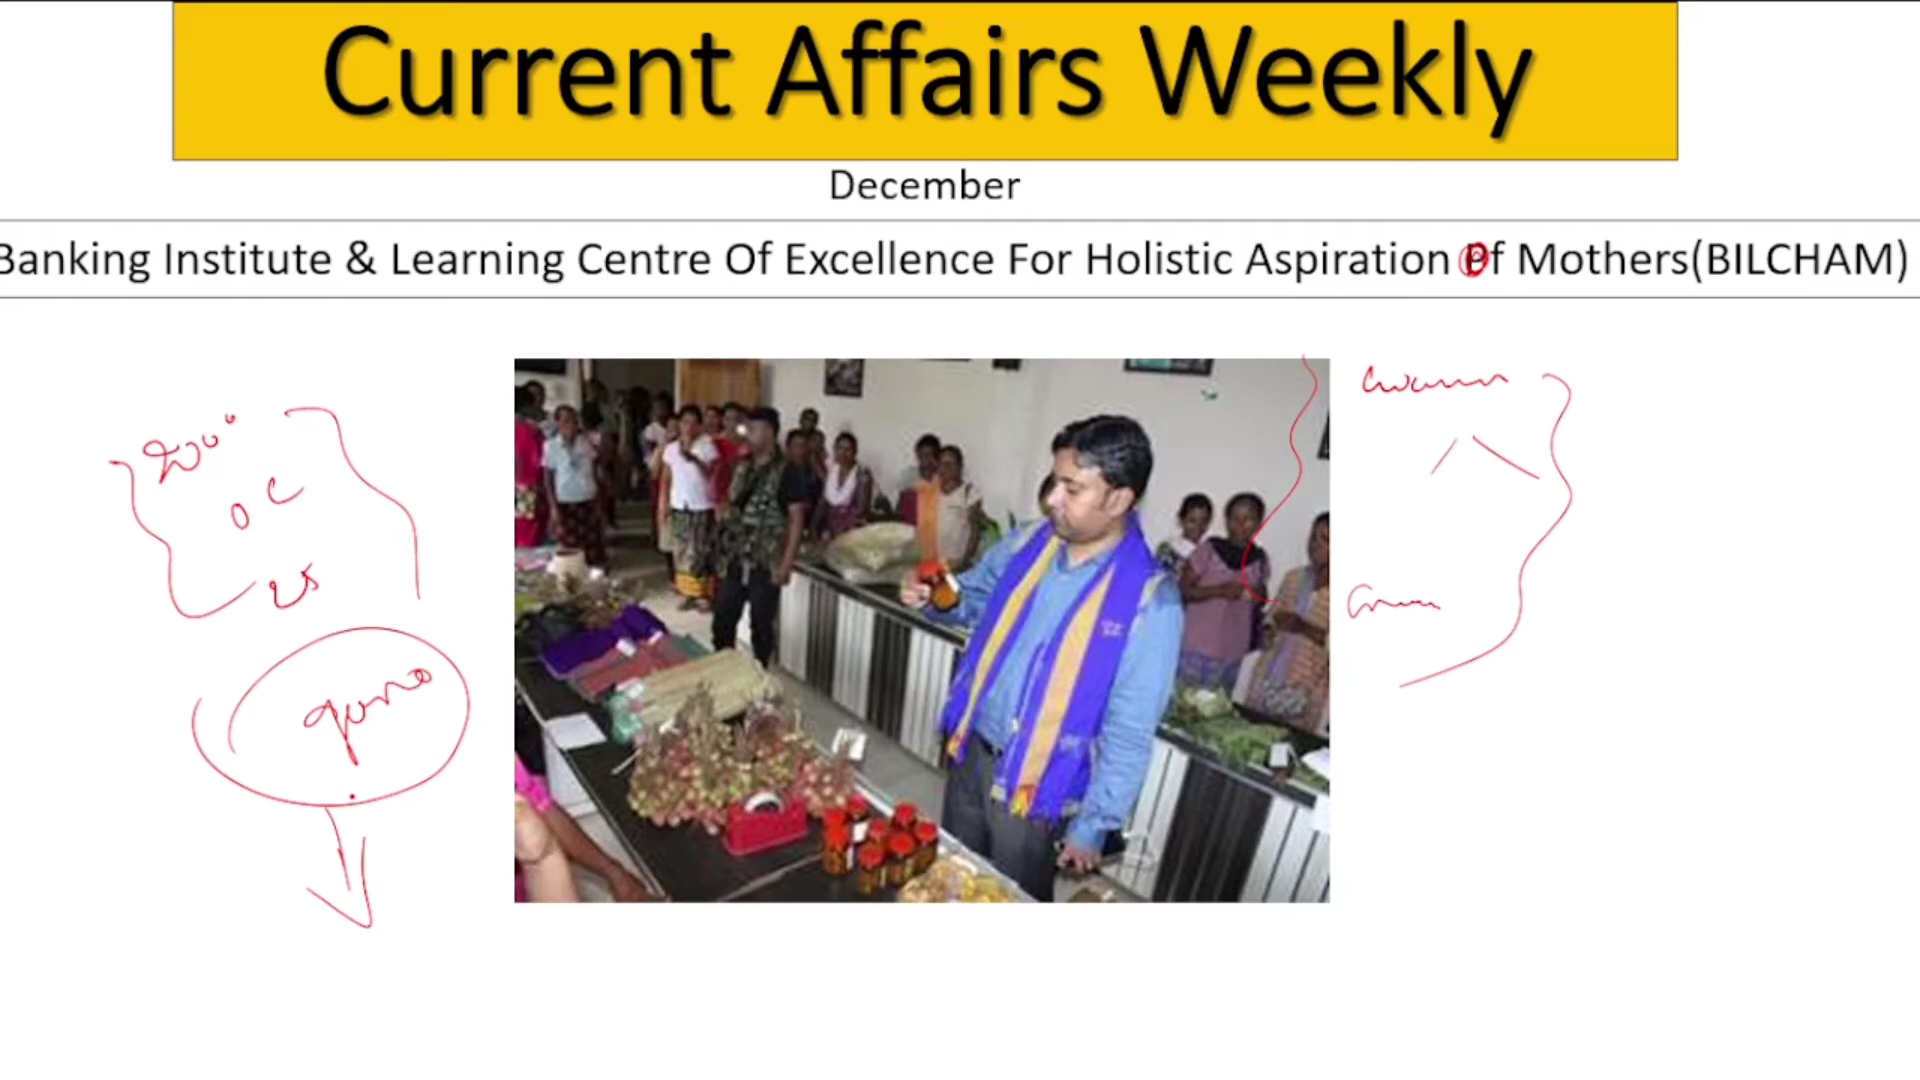 Current Affairs Weekly
December
Banking Institute & Learning Centre Of Excellence For Holistic Aspiration Of Mothers(BILCHAM)